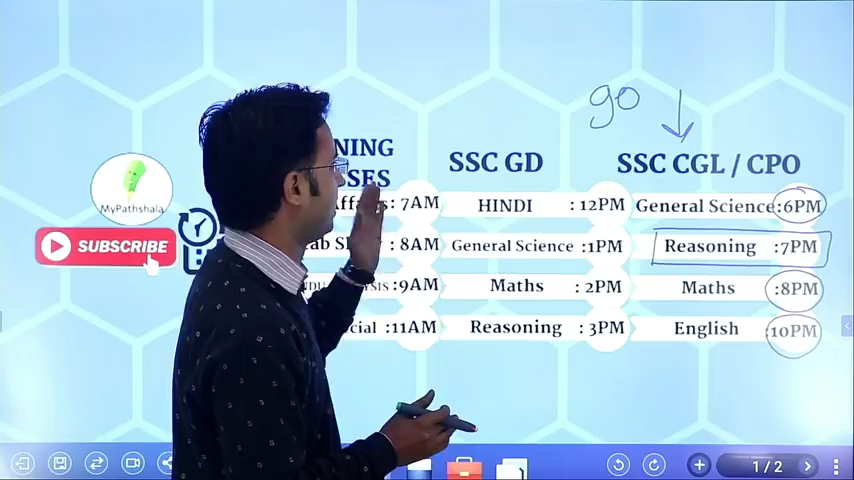 go
NING
SES
SSC GD
SSC CGL / CPO
MyPathshala
SUBSCRIBE
Affairs : 7AM
: 8AM
:9AM
cial :11AM
HINDI : 12PM
General Science :1PM
Maths : 2PM
Reasoning : 3PM
General Science:6PM
Reasoning :7PM
Maths :8PM
English :10PM
1 / 2